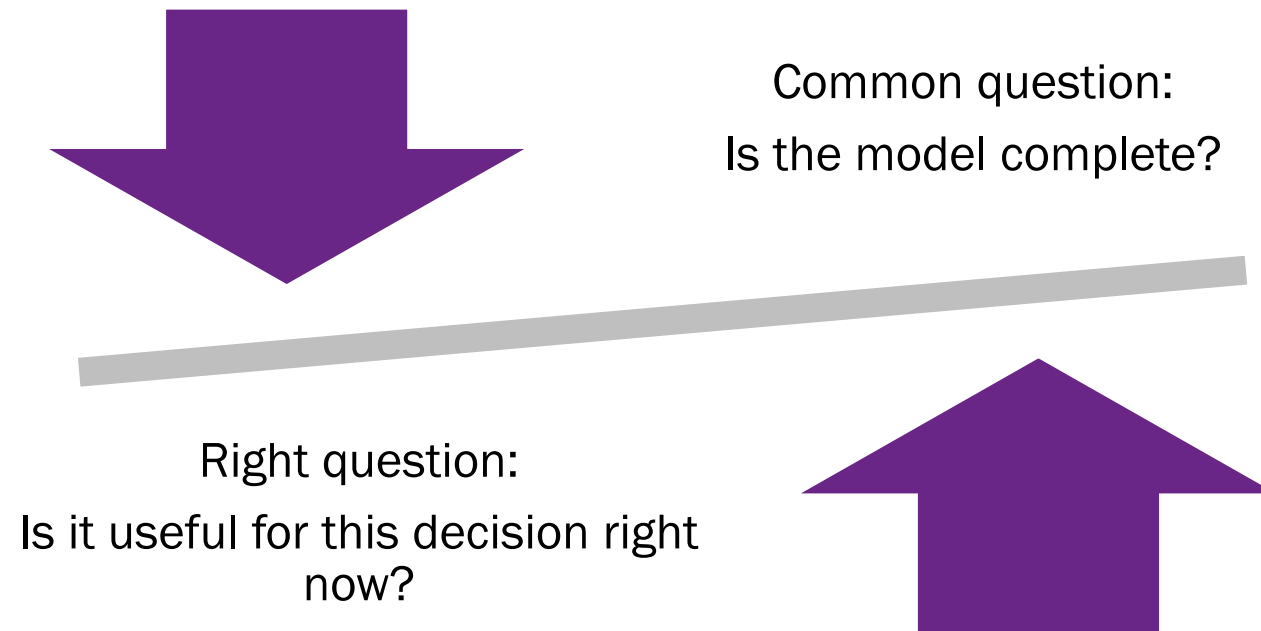 Common question:
Is the model complete?
Right question:
Is it useful for this decision right
now?